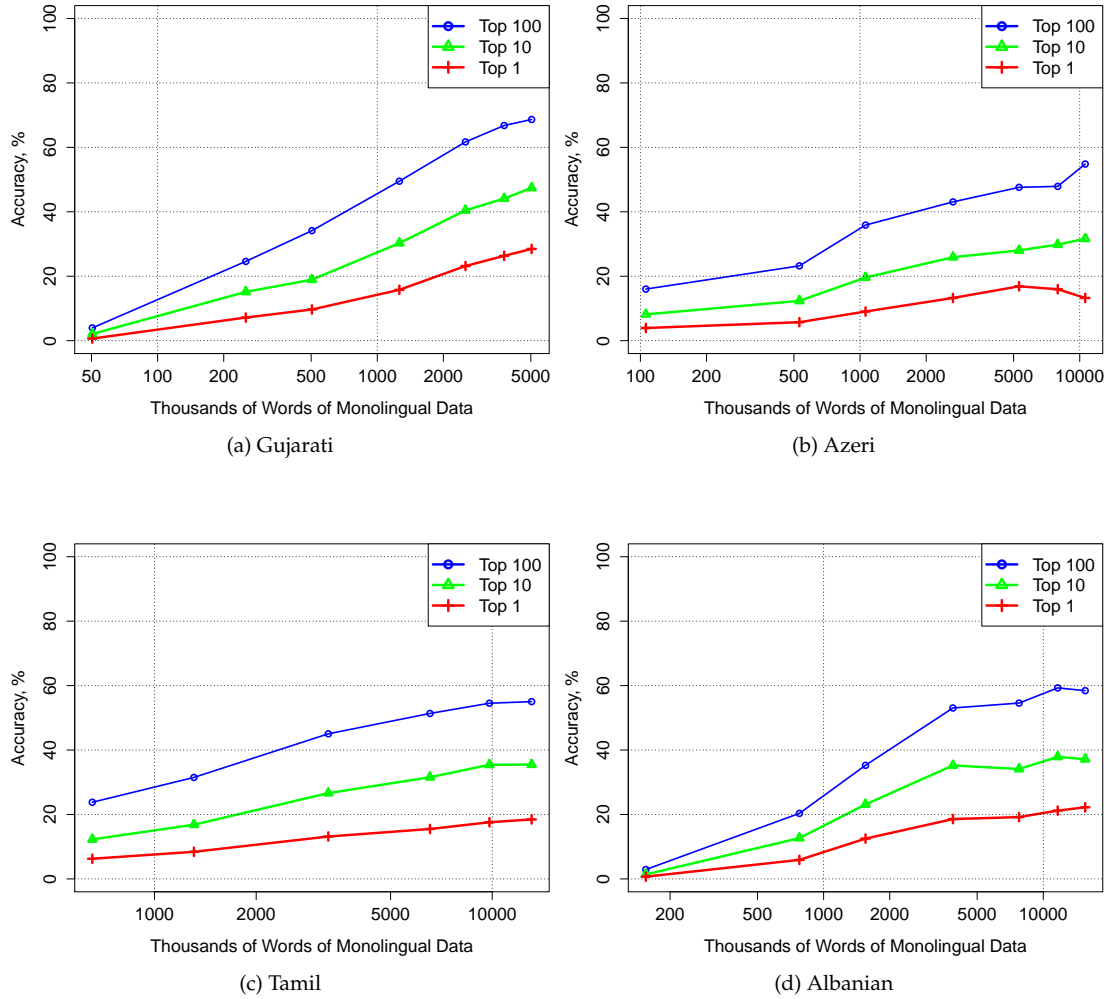 Top 100
Top 10
Top 1
Accuracy, %
0 20 40 60 80 100
50 100 200 500 1000 2000 5000
Thousands of Words of Monolingual Data
(a) Gujarati
Top 100
Top 10
Top 1
Accuracy, %
0 20 40 60 80 100
100 200 500 1000 2000 5000 10000
Thousands of Words of Monolingual Data
(b) Azeri
Top 100
Top 10
Top 1
Accuracy, %
0 20 40 60 80 100
1000 2000 5000 10000
Thousands of Words of Monolingual Data
(c) Tamil
Top 100
Top 10
Top 1
Accuracy, %
0 20 40 60 80 100
200 500 1000 2000 5000 10000
Thousands of Words of Monolingual Data
(d) Albanian